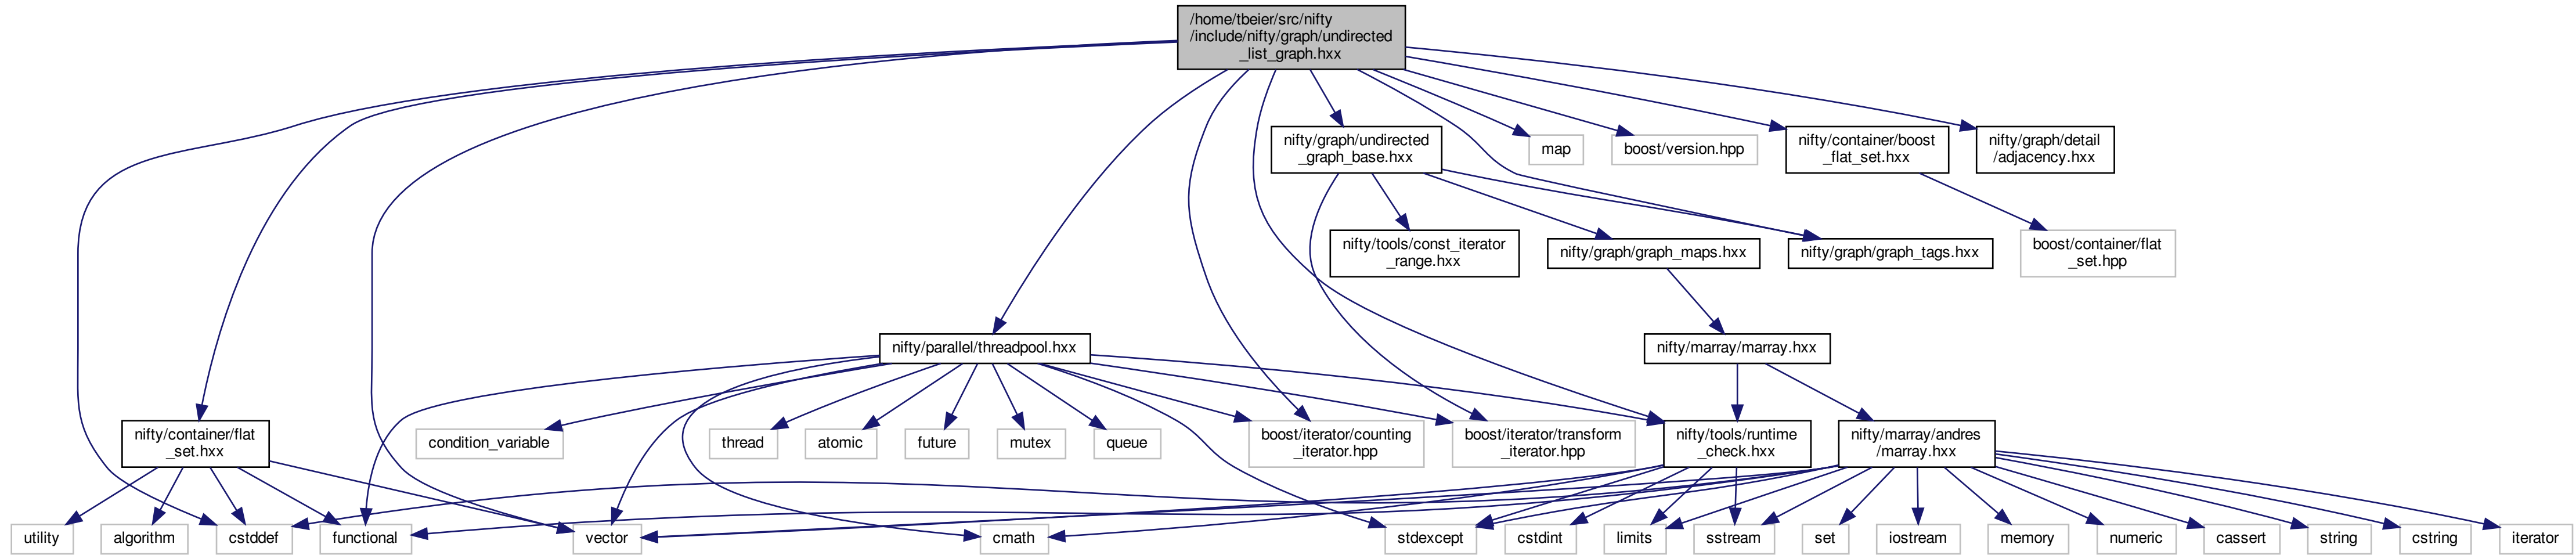 /home/tbeier/src/nifty
/include/nifty/graph/undirected
_list_graph.hxx
nifty/graph/undirected
_graph_base.hxx
map
boost/version.hpp
nifty/container/boost
_flat_set.hxx
nifty/graph/detail
/adjacency.hxx
nifty/tools/const_iterator
_range.hxx
nifty/graph/graph_maps.hxx
nifty/graph/graph_tags.hxx
boost/container/flat
_set.hpp
nifty/parallel/threadpool.hxx
nifty/marray/marray.hxx
nifty/container/flat
_set.hxx
condition_variable
thread
atomic
future
mutex
queue
boost/iterator/counting
_iterator.hpp
boost/iterator/transform
_iterator.hpp
nifty/tools/runtime
_check.hxx
nifty/marray/andres
/marray.hxx
utility
algorithm
cstddef
functional
vector
cmath
stdexcept
cstdint
limits
sstream
set
iostream
memory
numeric
cassert
string
cstring
iterator